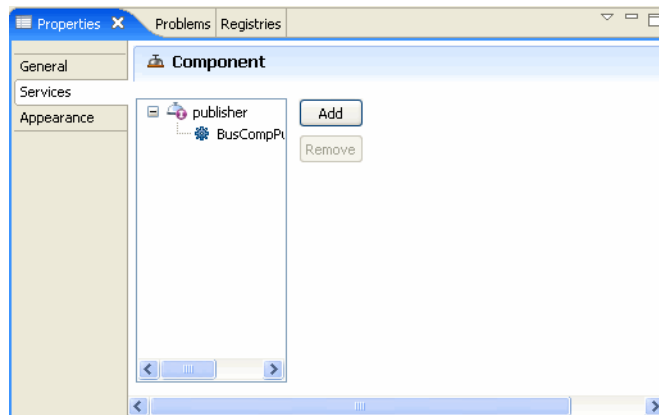 Properties Problems Registries
General
Services
Appearance
Component
publisher
BusCompPu
Add
Remove